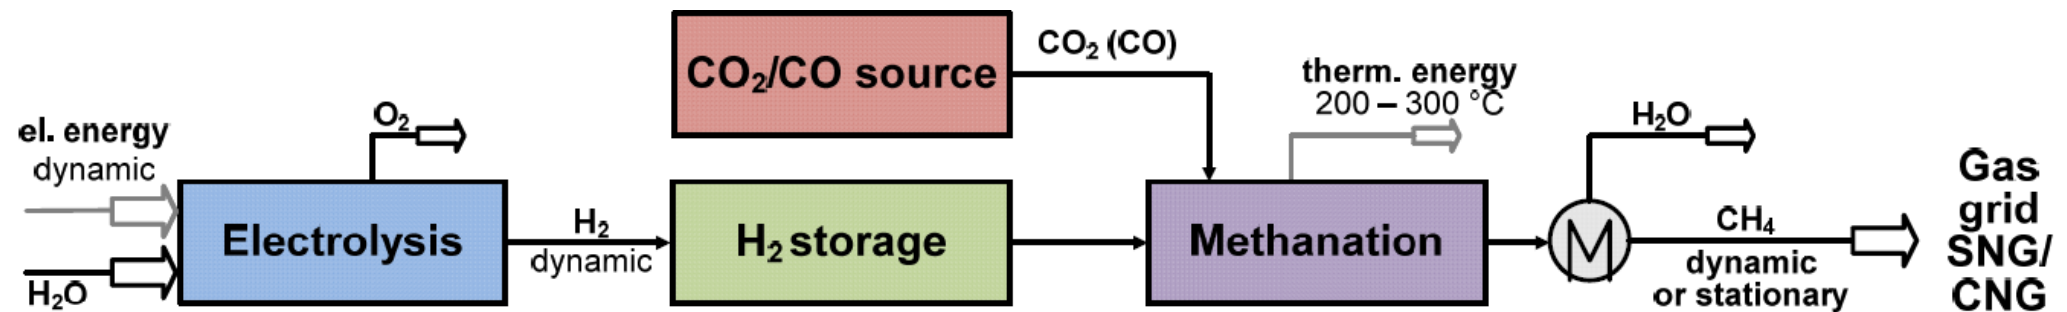 el. energy
dynamic
H₂O
O₂
Electrolysis
H₂
dynamic
CO₂/CO source
H₂ storage
CO₂ (CO)
therm. energy
200 – 300 °C
Methanation
H₂O
CH₄
dynamic
or stationary
Gas
grid
SNG/
CNG